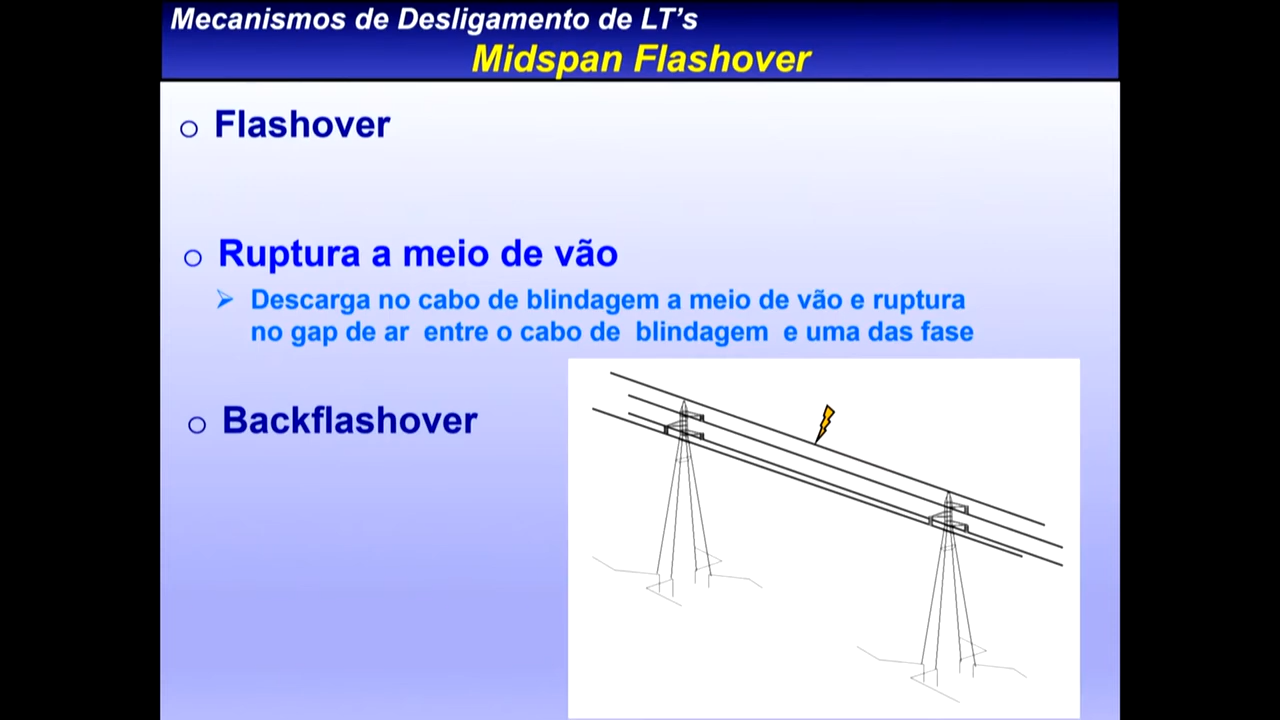 Mecanismos de Desligamento de LT's
Midspan Flashover
o Flashover
o Ruptura a meio de vão
➢ Descarga no cabo de blindagem a meio de vão e ruptura
no gap de ar entre o cabo de blindagem e uma das fase
o Backflashover